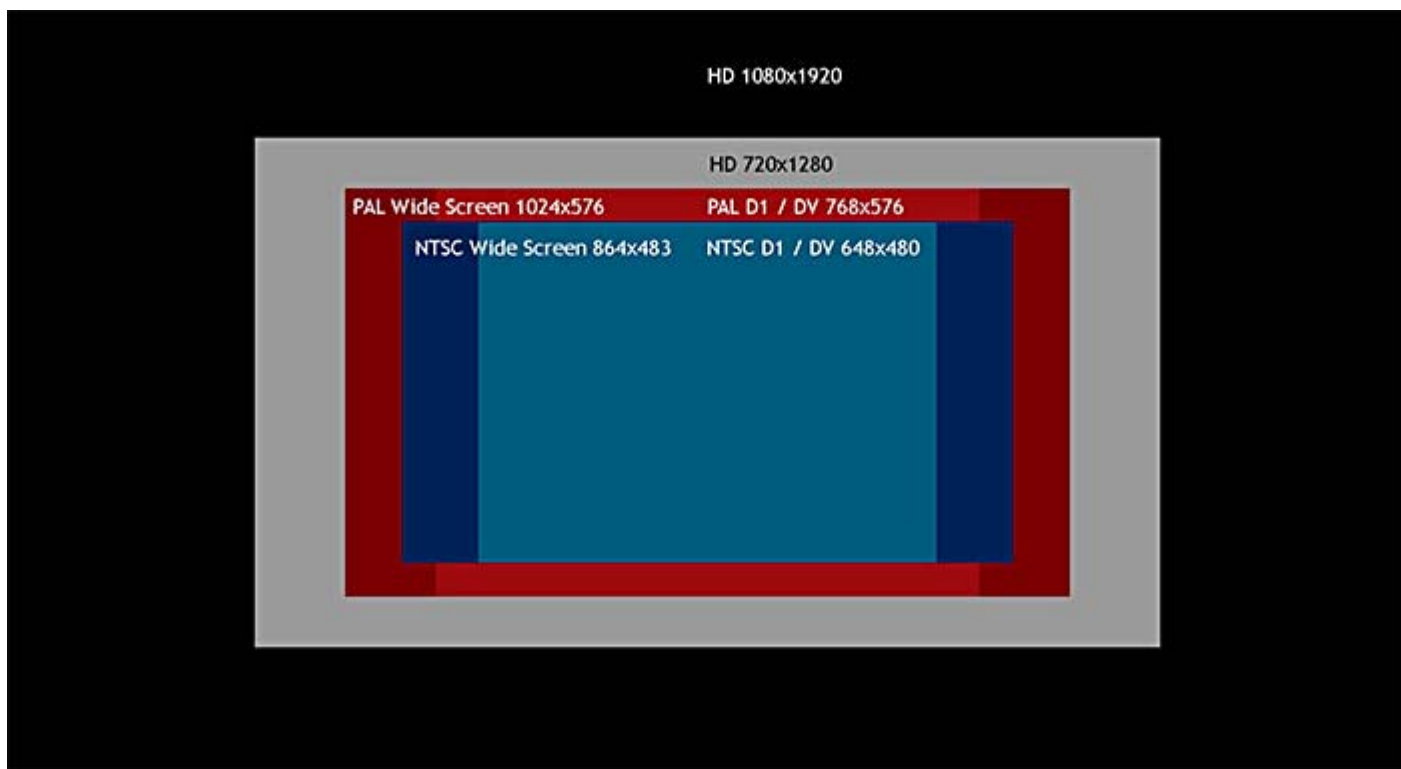 HD 1080x1920
HD 720x1280
PAL Wide Screen 1024x576 PAL D1 / DV 768x576
NTSC Wide Screen 864x483 NTSC D1 / DV 648x480